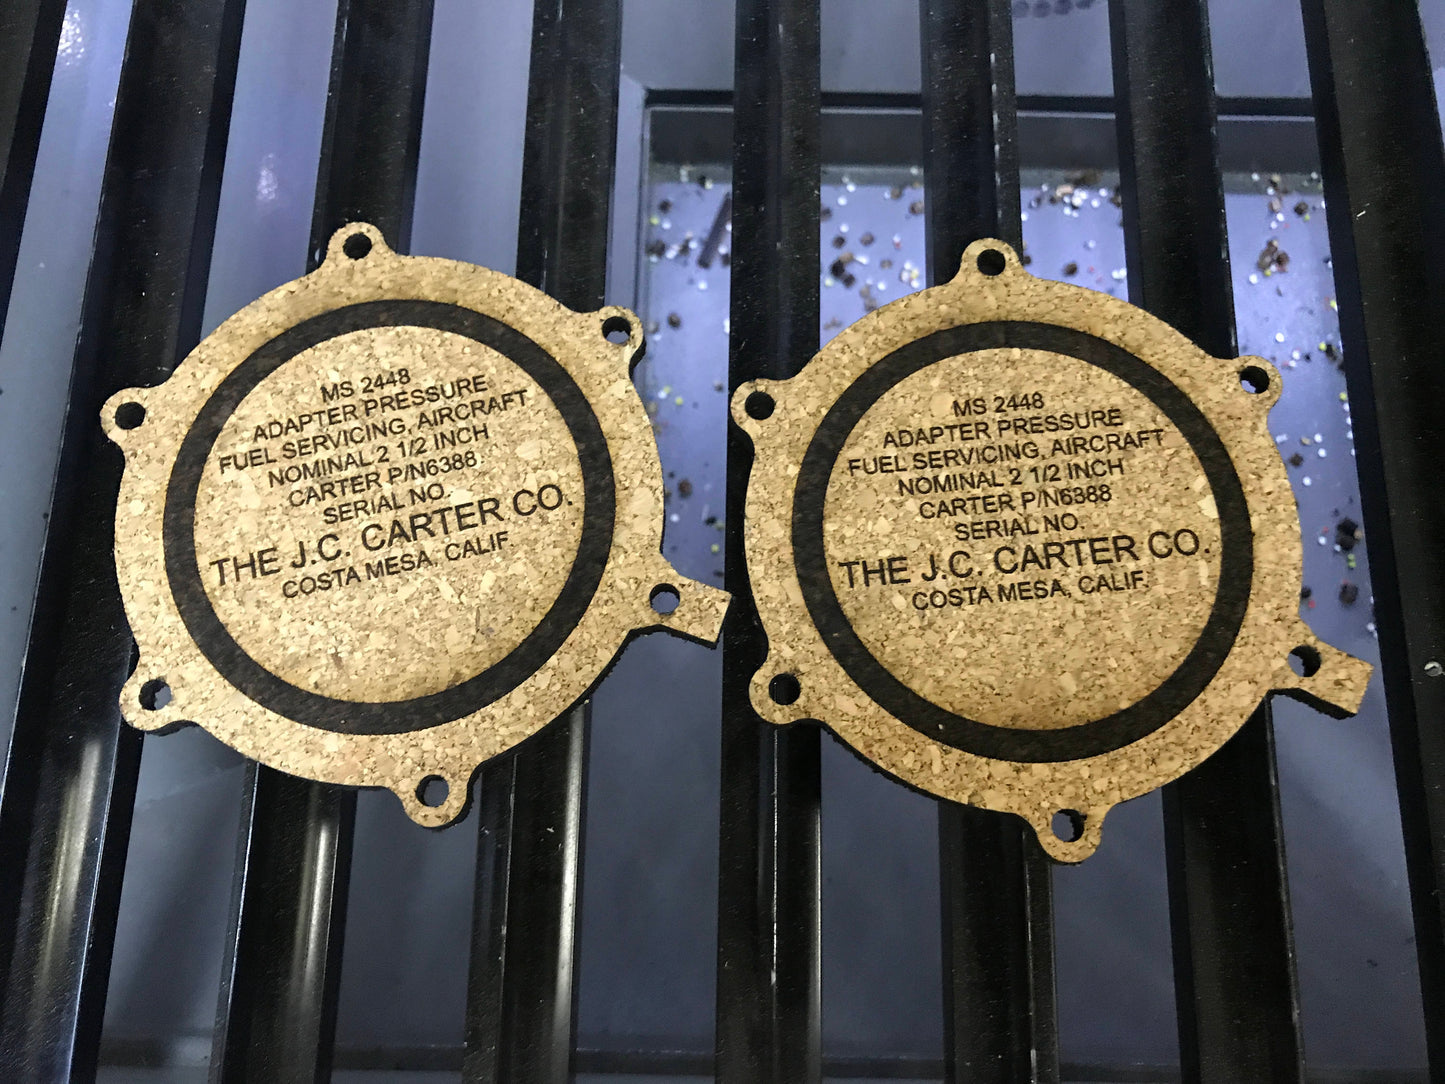 MS 2448
ADAPTER PRESSURE
FUEL SERVICING, AIRCRAFT
NOMINAL 2 1/2 INCH
CARTER P/N6388
SERIAL NO.
THE J.C. CARTER CO.
COSTA MESA, CALIF.
MS 2448
ADAPTER PRESSURE
FUEL SERVICING, AIRCRAFT
NOMINAL 2 1/2 INCH
CARTER P/N6388
SERIAL NO.
THE J.C. CARTER CO.
COSTA MESA, CALIF.